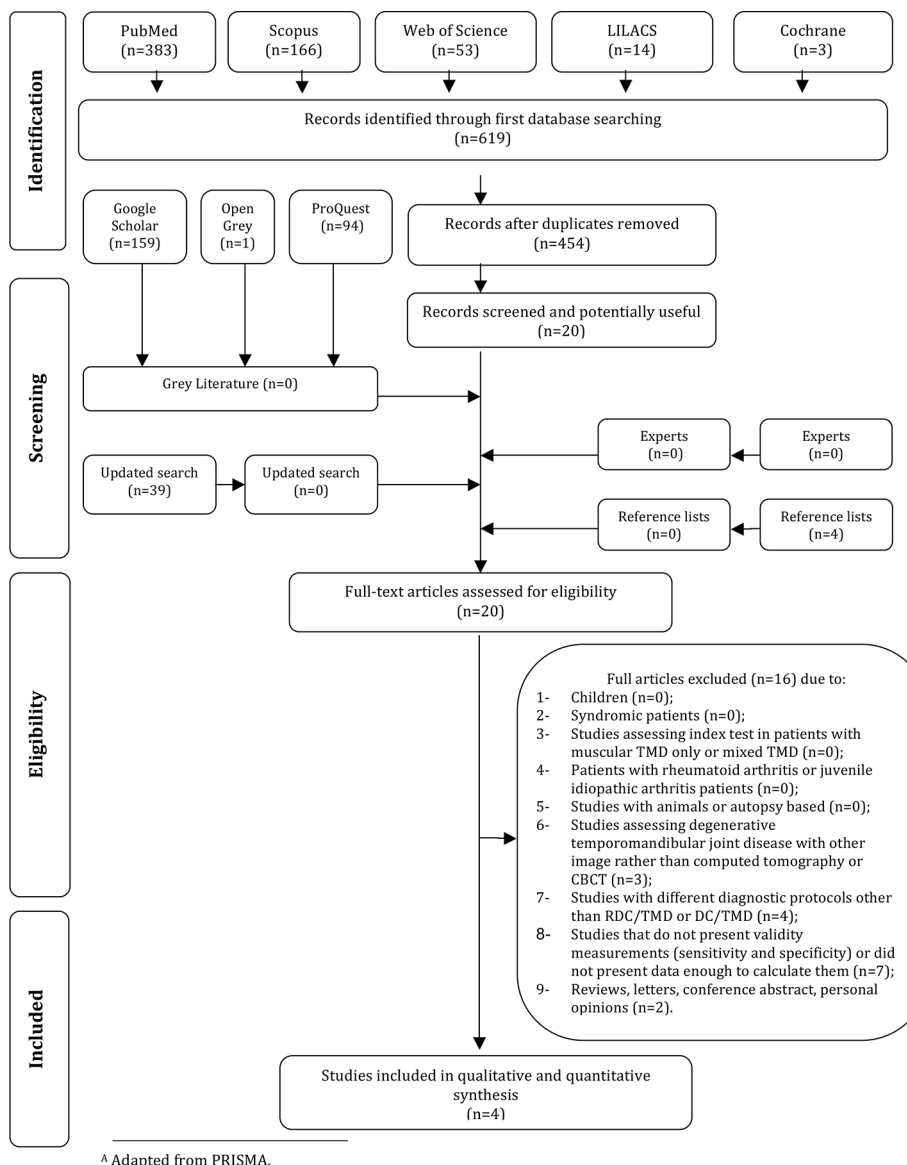 PubMed
(n=383)
Scopus
(n=166)
Web of Science
(n=53)
LILACS
(n=14)
Cochrane
(n=3)
Identification
Records identified through first database searching
(n=619)
Google
Scholar
(n=159)
Open
Grey
(n=1)
ProQuest
(n=94)
Records after duplicates removed
(n=454)
Screening
Records screened and potentially useful
(n=20)
Grey Literature (n=0)
Experts
(n=0)
Experts
(n=0)
Updated search
(n=39)
Updated search
(n=0)
Reference lists
(n=0)
Reference lists
(n=4)
Eligibility
Full-text articles assessed for eligibility
(n=20)
Full articles excluded (n=16) due to:
1- Children (n=0);
2- Syndromic patients (n=0);
3- Studies assessing index test in patients with
muscular TMD only or mixed TMD (n=0);
4- Patients with rheumatoid arthritis or juvenile
idiopathic arthritis patients (n=0);
5- Studies with animals or autopsy based (n=0);
6- Studies assessing degenerative
temporomandibular joint disease with other
image rather than computed tomography or
CBCT (n=3);
7- Studies with different diagnostic protocols other
than RDC/TMD or DC/TMD (n=4);
8- Studies that do not present validity
measurements (sensitivity and specificity) or did
not present data enough to calculate them (n=7);
9- Reviews, letters, conference abstract, personal
opinions (n=2).
Included
Studies included in qualitative and quantitative
synthesis
(n=4)
A Adapted from PRISMA.